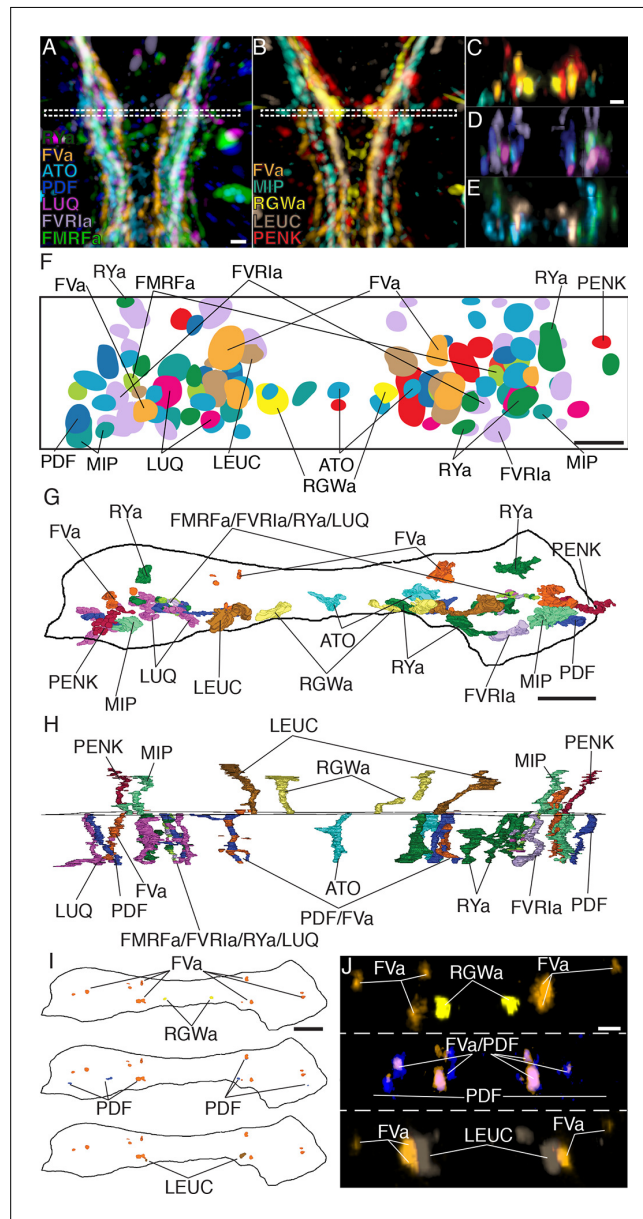 A
B
C
D
E
RYa
FVa
ATO
PDF
LUQ
FVRIa
FMRFa
FVa
MIP
RGWa
LEUC
PENK
F
FVa RYa FMRFa FVRIa FVa RYa PENK
PDF MIP LUQ LEUC RGWa ATO RYa FVRIa MIP
G
FVa RYa FMRFa/FVRIa/RYa/LUQ FVa RYa PENK
PENK MIP LUQ LEUC RGWa ATO RYa FVRIa MIP PDF
H
PENK MIP LEUC RGWa MIP PENK
LUQ PDF FVa FMRFa/FVRIa/RYa/LUQ PDF/FVa ATO RYa FVRIa PDF
I
FVa
RGWa
PDF PDF
LEUC
J
FVa RGWa FVa
FVa/PDF
PDF
FVa LEUC FVa